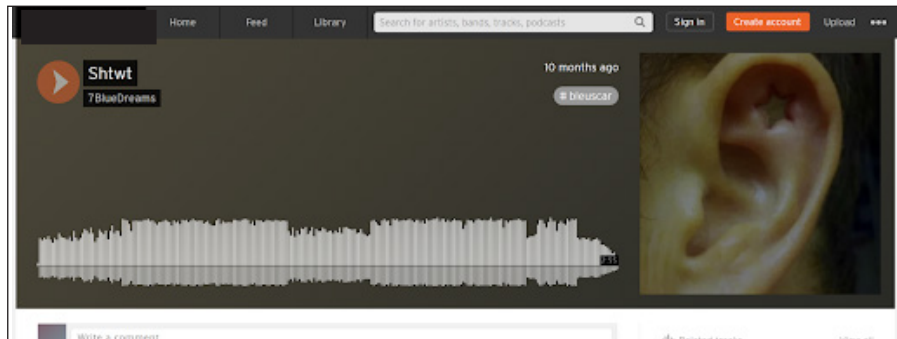 Home Feed Library Search for artists, bands, tracks, podcasts Sign in Create account Upload
Shtwt
7BlueDreams
10 months ago
# bleuscar
Write a comment